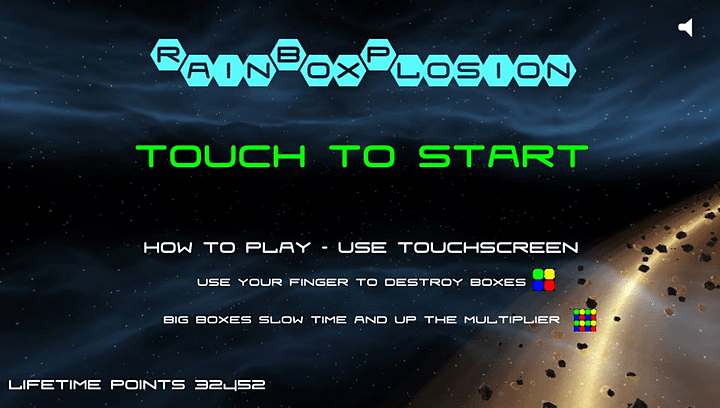 RainBoxPlosion
TOUCH TO START
HOW TO PLAY - USE TOUCHSCREEN
USE YOUR FINGER TO DESTROY BOXES
BIG BOXES SLOW TIME AND UP THE MULTIPLIER
LIFETIME POINTS 32452